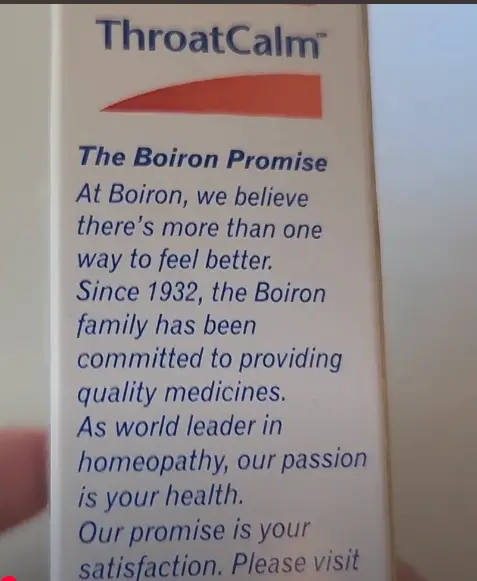 ThroatCalm™
The Boiron Promise
At Boiron, we believe
there's more than one
way to feel better.
Since 1932, the Boiron
family has been
committed to providing
quality medicines.
As world leader in
homeopathy, our passion
is your health.
Our promise is your
satisfaction. Please visit